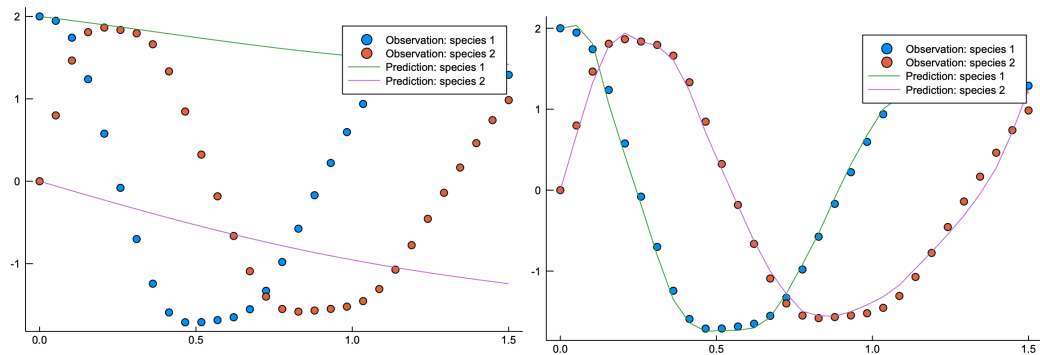 2
1
0
-1
0.0
0.5
1.0
1.5
Observation: species 1
Observation: species 2
Prediction: species 1
Prediction: species 2
2
1
0
-1
0.0
0.5
1.0
1.5
Observation: species 1
Observation: species 2
Prediction: species 1
Prediction: species 2